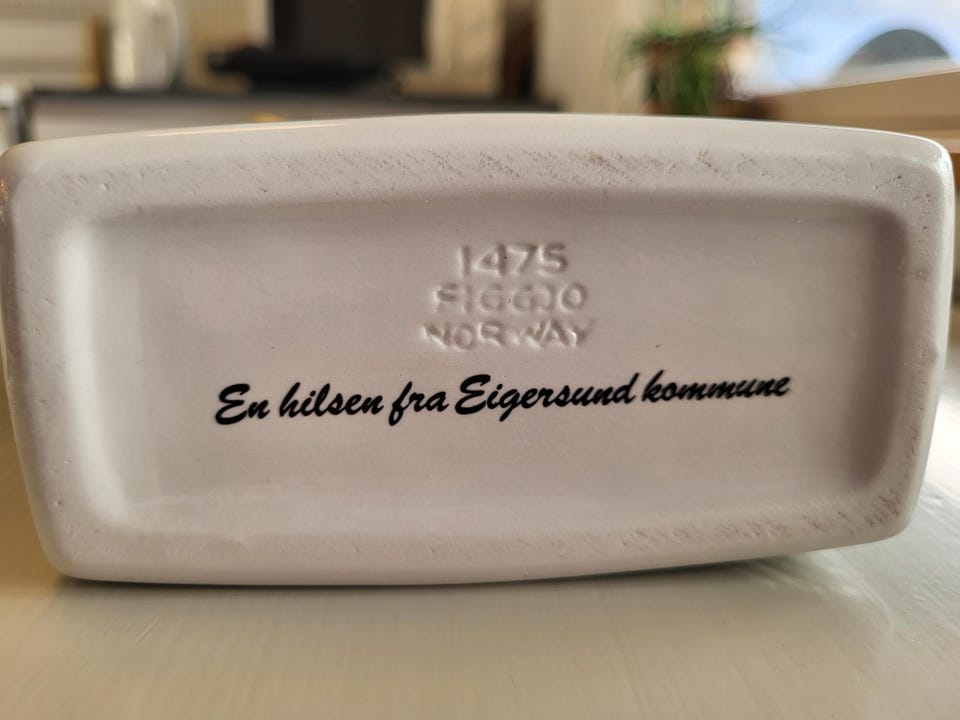 1475
FIGGJO
NORWAY
En hilsen fra Eigersund kommune